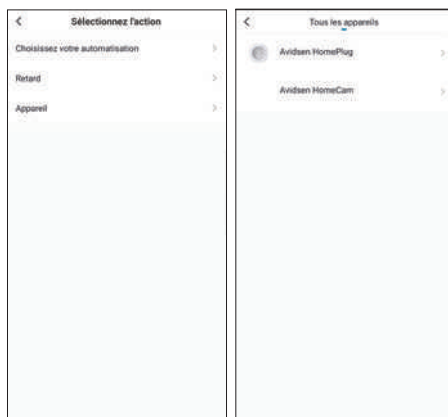 Sélectionnez l'action
Choisissez votre automatisation
Retard
Appareil
Tous les appareils
Avidsen HomePlug
Avidsen HomeCam